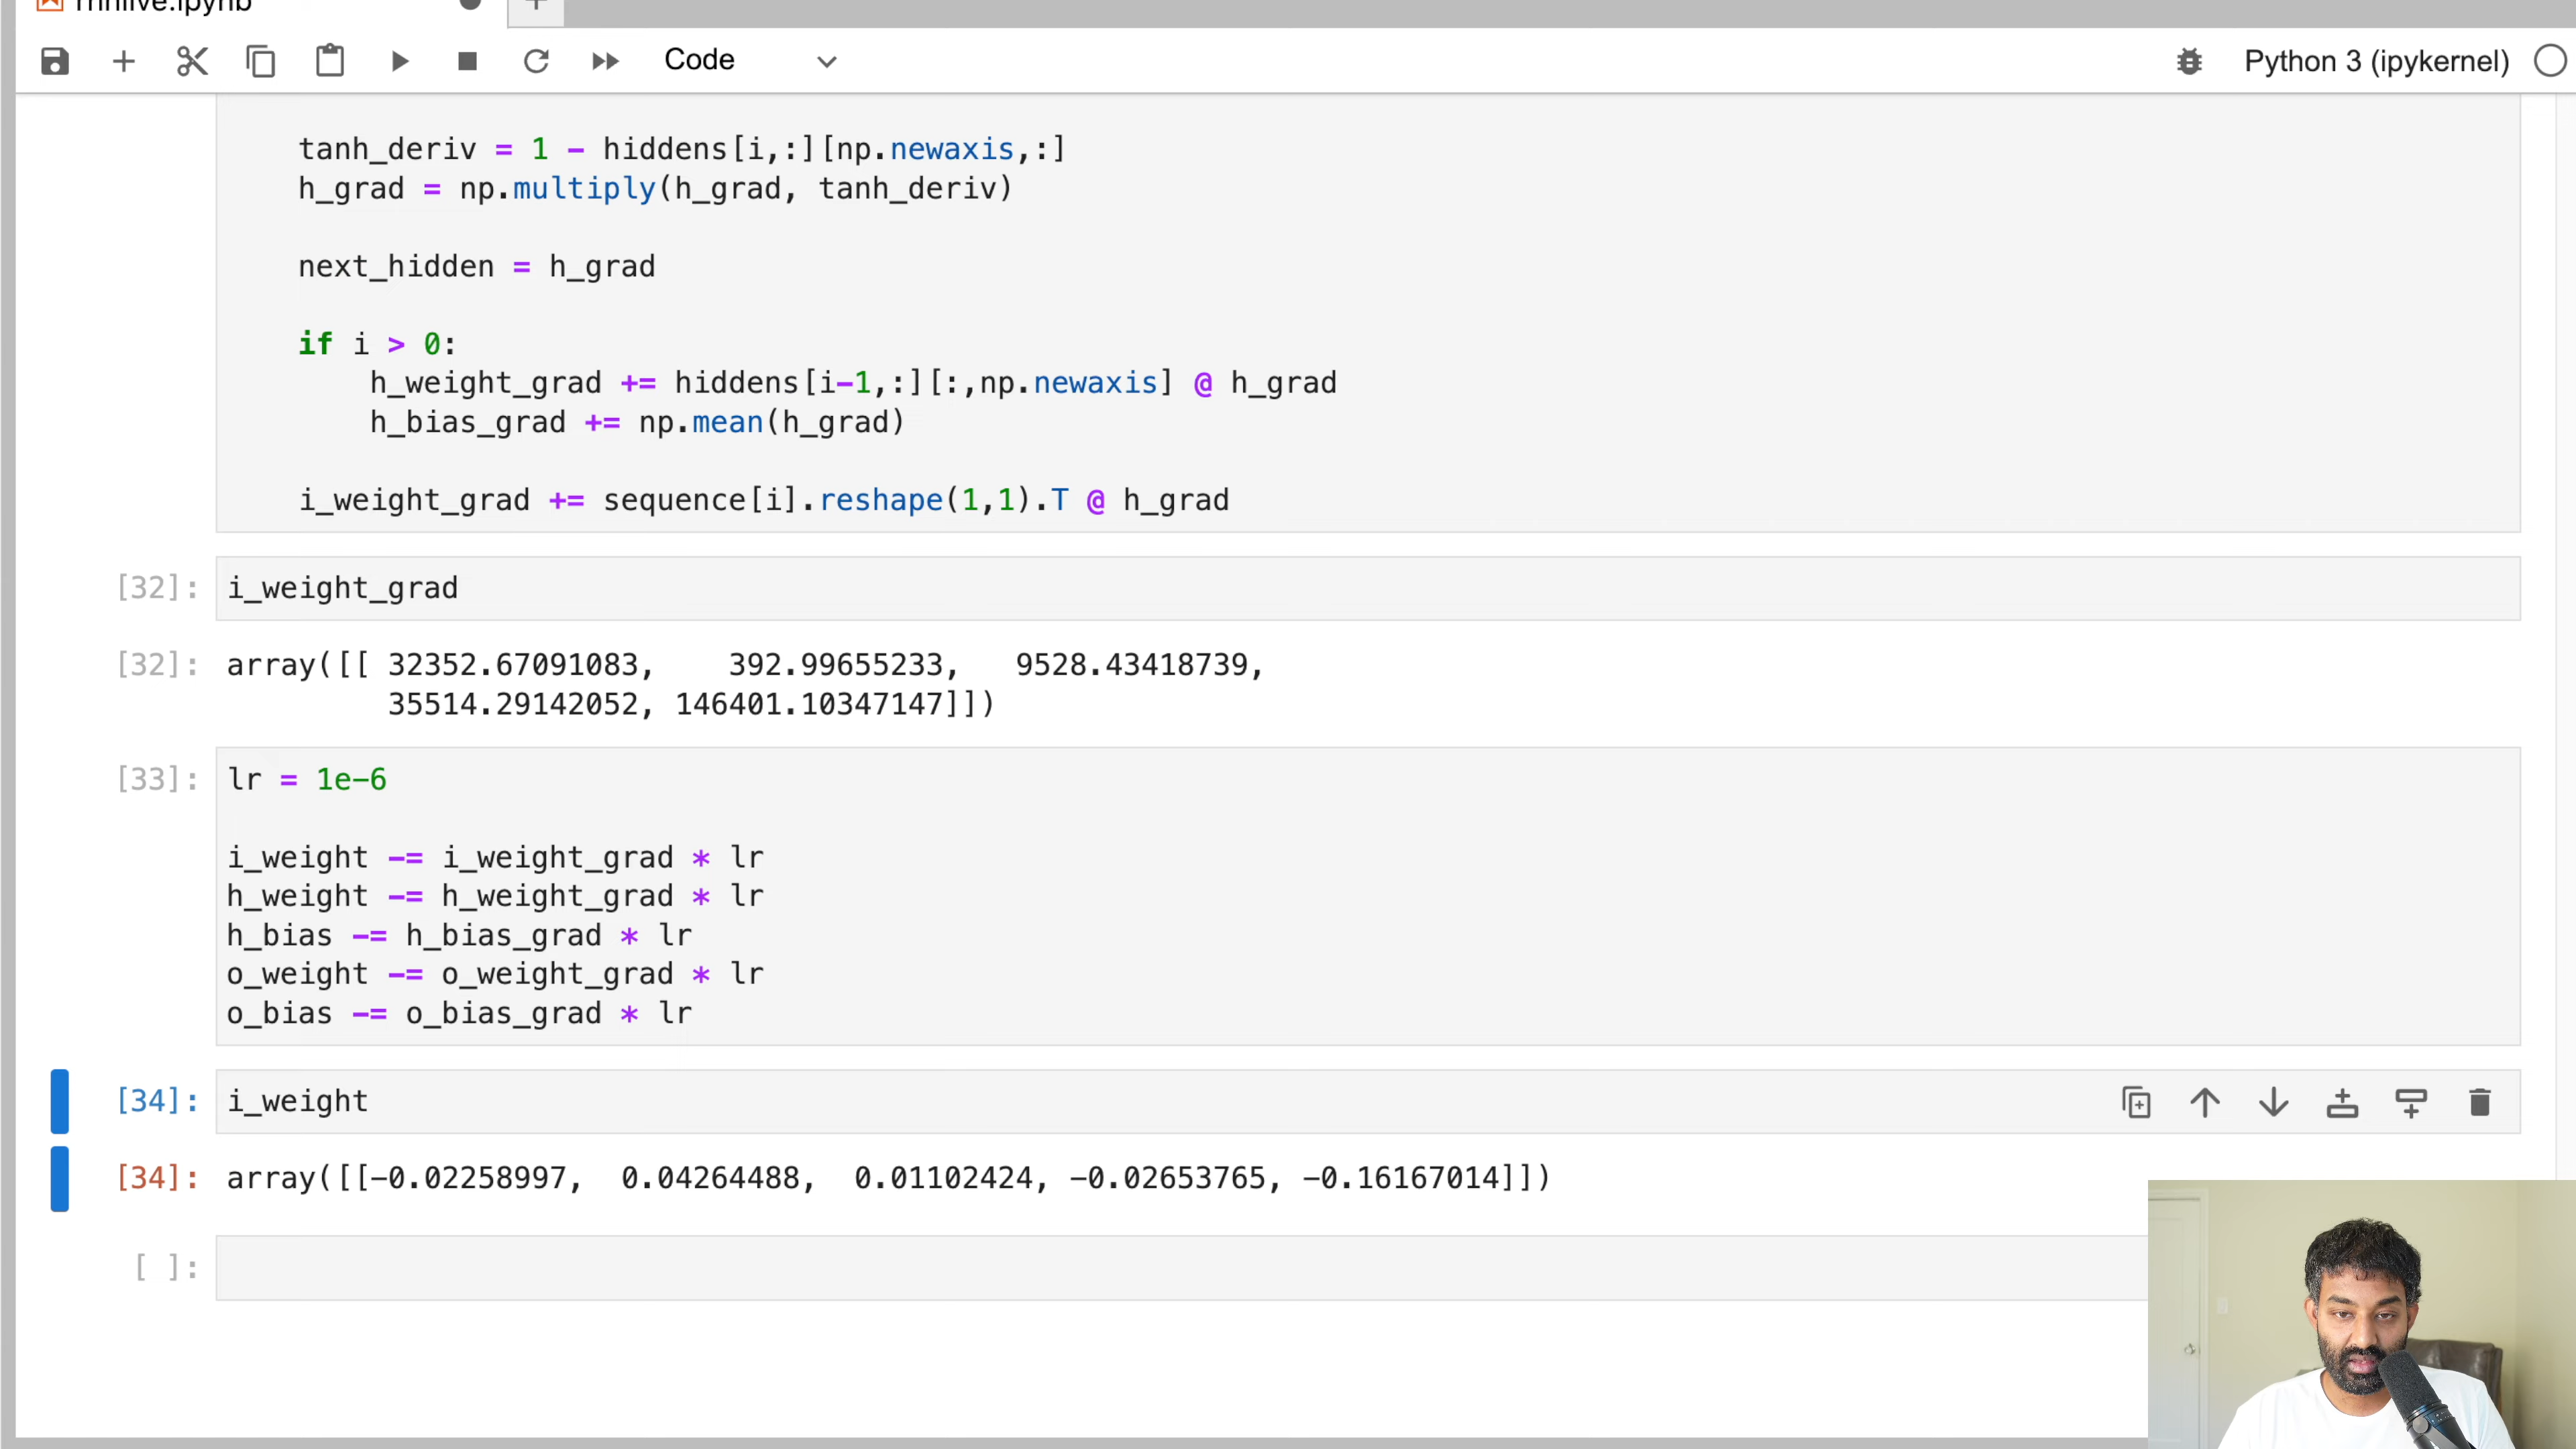 rnnlive.ipynb
Code
Python 3 (ipykernel)
tanh_deriv = 1 - hiddens[i,:][np.newaxis,:]
h_grad = np.multiply(h_grad, tanh_deriv)
next_hidden = h_grad
if i > 0:
h_weight_grad += hiddens[i-1,:][:,np.newaxis] @ h_grad
h_bias_grad += np.mean(h_grad)
i_weight_grad += sequence[i].reshape(1,1).T @ h_grad
[32]: i_weight_grad
[32]: array([[ 32352.67091083, 392.99655233, 9528.43418739,
35514.29142052, 146401.10347147]])
[33]: lr = 1e-6
i_weight -= i_weight_grad * lr
h_weight -= h_weight_grad * lr
h_bias -= h_bias_grad * lr
o_weight -= o_weight_grad * lr
o_bias -= o_bias_grad * lr
[34]: i_weight
[34]: array([[-0.02258997, 0.04264488, 0.01102424, -0.02653765, -0.16167014]])
[ ]: